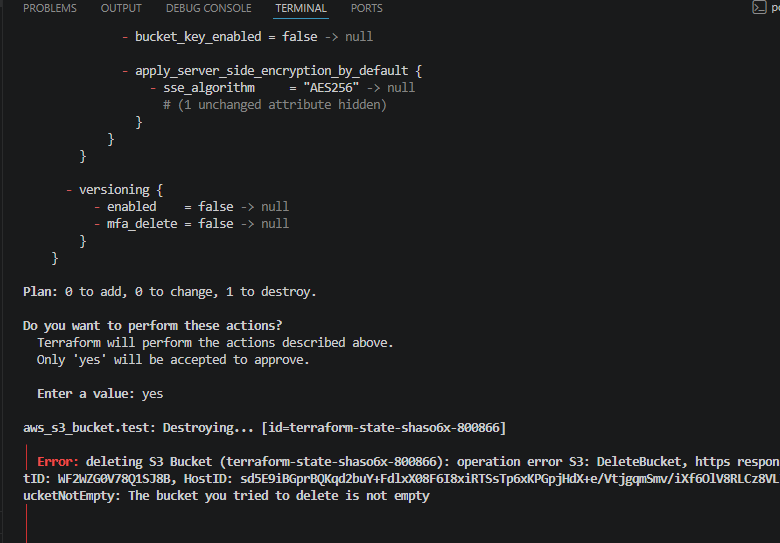 PROBLEMS OUTPUT DEBUG CONSOLE TERMINAL PORTS
- bucket_key_enabled = false -> null
- apply_server_side_encryption_by_default {
- sse_algorithm = "AES256" -> null
# (1 unchanged attribute hidden)
}
}
}
- versioning {
- enabled = false -> null
- mfa_delete = false -> null
}
}
Plan: 0 to add, 0 to change, 1 to destroy.
Do you want to perform these actions?
Terraform will perform the actions described above.
Only 'yes' will be accepted to approve.
Enter a value: yes
aws_s3_bucket.test: Destroying... [id=terraform-state-shaso6x-800866]
Error: deleting S3 Bucket (terraform-state-shaso6x-800866): operation error S3: DeleteBucket, https respon
tID: WF2WZG0V78Q1SJ8B, HostID: sd5E9iBGprBQKqd2buY+FdlxX08F6I8xiRTSsTp6xKPGpjHdX+e/VtjgqmSmv/iXf6OlV8RLCz8VL
ucketNotEmpty: The bucket you tried to delete is not empty